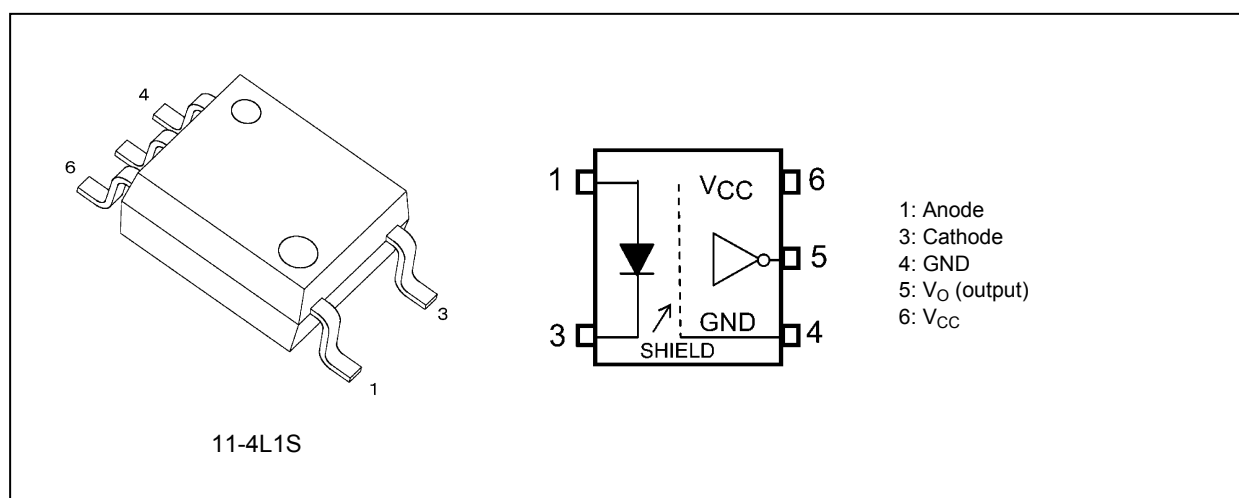 4
6
3
1
11-4L1S
1
3
VCC
GND
SHIELD
6
5
4
1: Anode
3: Cathode
4: GND
5: VO (output)
6: VCC